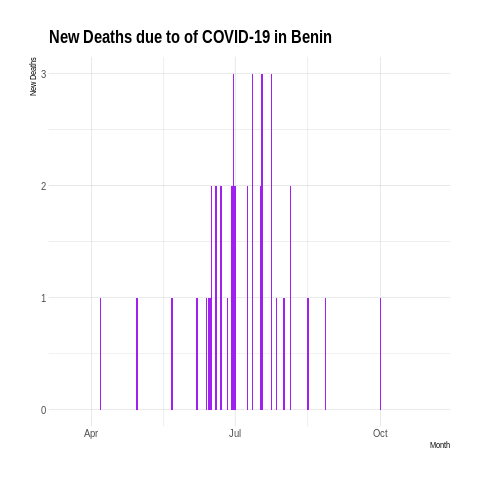 New Deaths due to of COVID-19 in Benin
New Deaths
3
2
1
0
Apr
Jul
Oct
Month